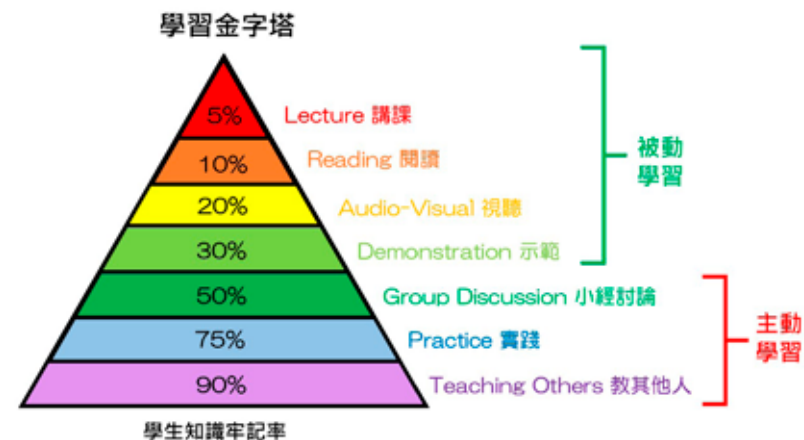 學習金字塔
5% Lecture 講課
10% Reading 閱讀
20% Audio-Visual 視聽
30% Demonstration 示範
被動
學習
50% Group Discussion 小經討論
75% Practice 實踐
90% Teaching Others 教其他人
主動
學習
學生知識牢記率